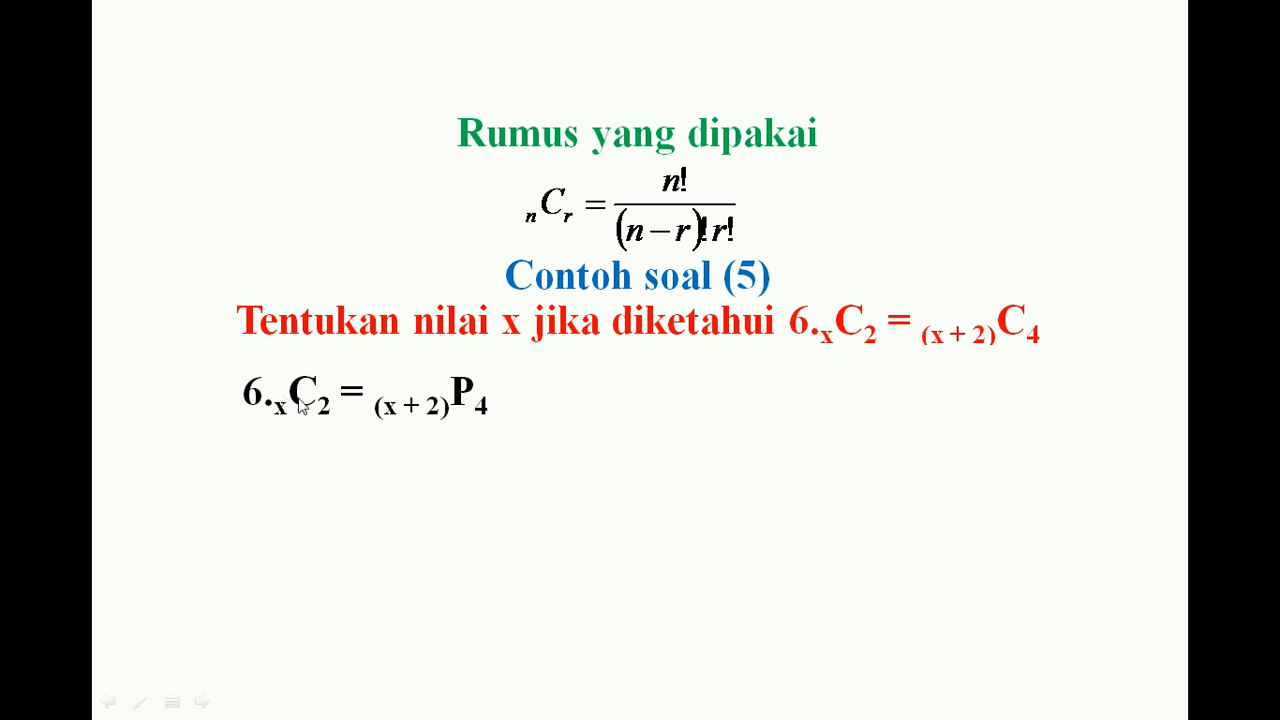 Rumus yang dipakai
ₙCᵣ = n! / (n − r)! r!
Contoh soal (5)
Tentukan nilai x jika diketahui 6.ₓC₂ = ₍ₓ ₊ ₂₎C₄
6.ₓC₂ = ₍ₓ ₊ ₂₎P₄